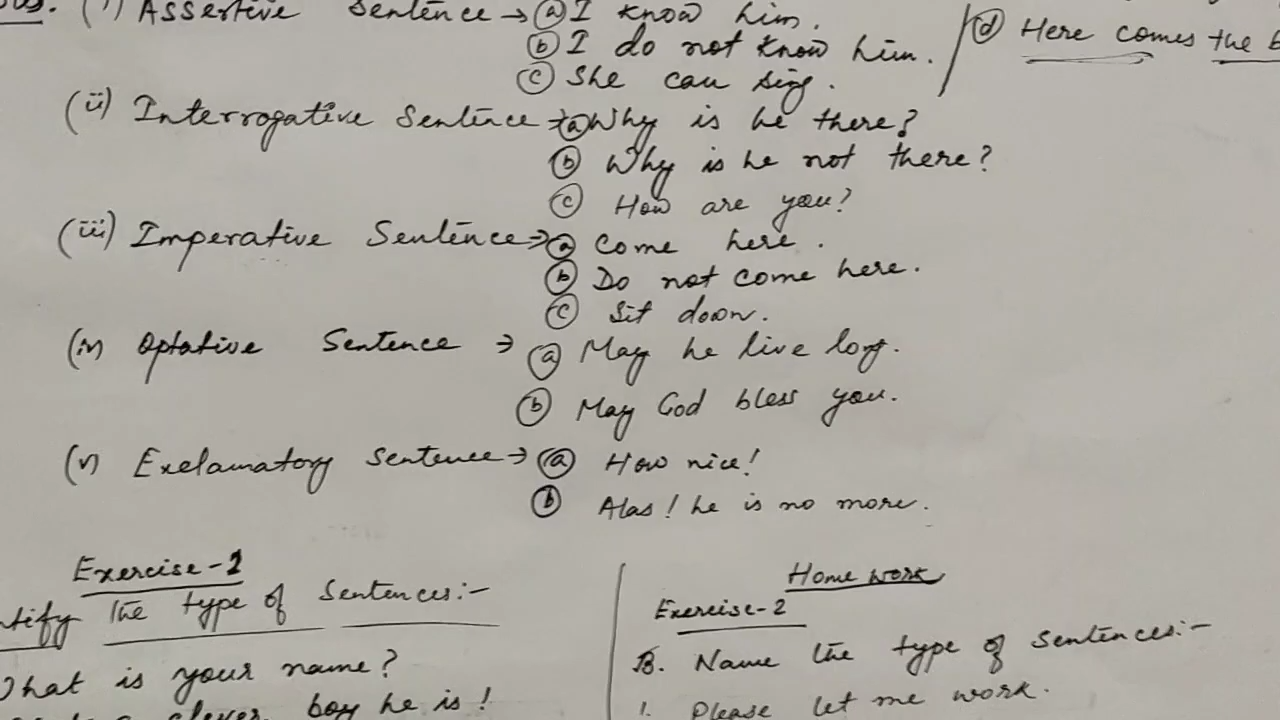 (i) Assertive Sentence → (a) I know him.
(b) I do not know him.
(c) She can sing.
(d) Here comes the
(ii) Interrogative Sentence → (a) Why is he there?
(b) Why is he not there?
(c) How are you?
(iii) Imperative Sentence → (a) Come here.
(b) Do not come here.
(c) Sit down.
(iv) Optative Sentence → (a) May he live long.
(b) May God bless you.
(v) Exclamatory Sentence → (a) How nice!
(b) Alas! he is no more.
Exercise-1
the type of Sentences:-
What is your name?
clever boy he is!
Home work
Exercise-2
B. Name the type of Sentences:-
1. Please let me work.